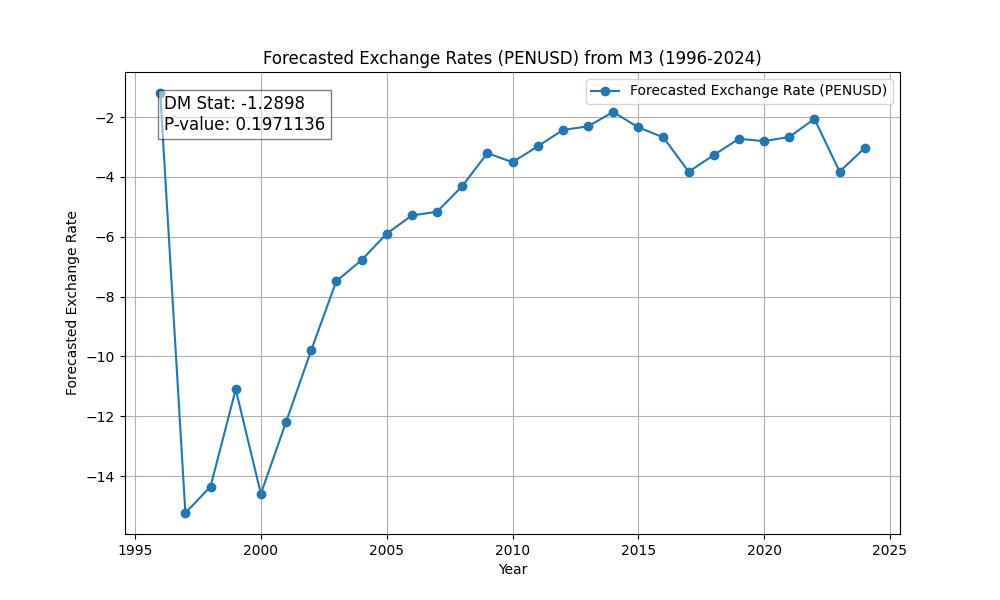 Forecasted Exchange Rates (PENUSD) from M3 (1996-2024)
DM Stat: -1.2898
P-value: 0.1971136
Forecasted Exchange Rate (PENUSD)
Forecasted Exchange Rate
−2
−4
−6
−8
−10
−12
−14
1995 2000 2005 2010 2015 2020 2025
Year